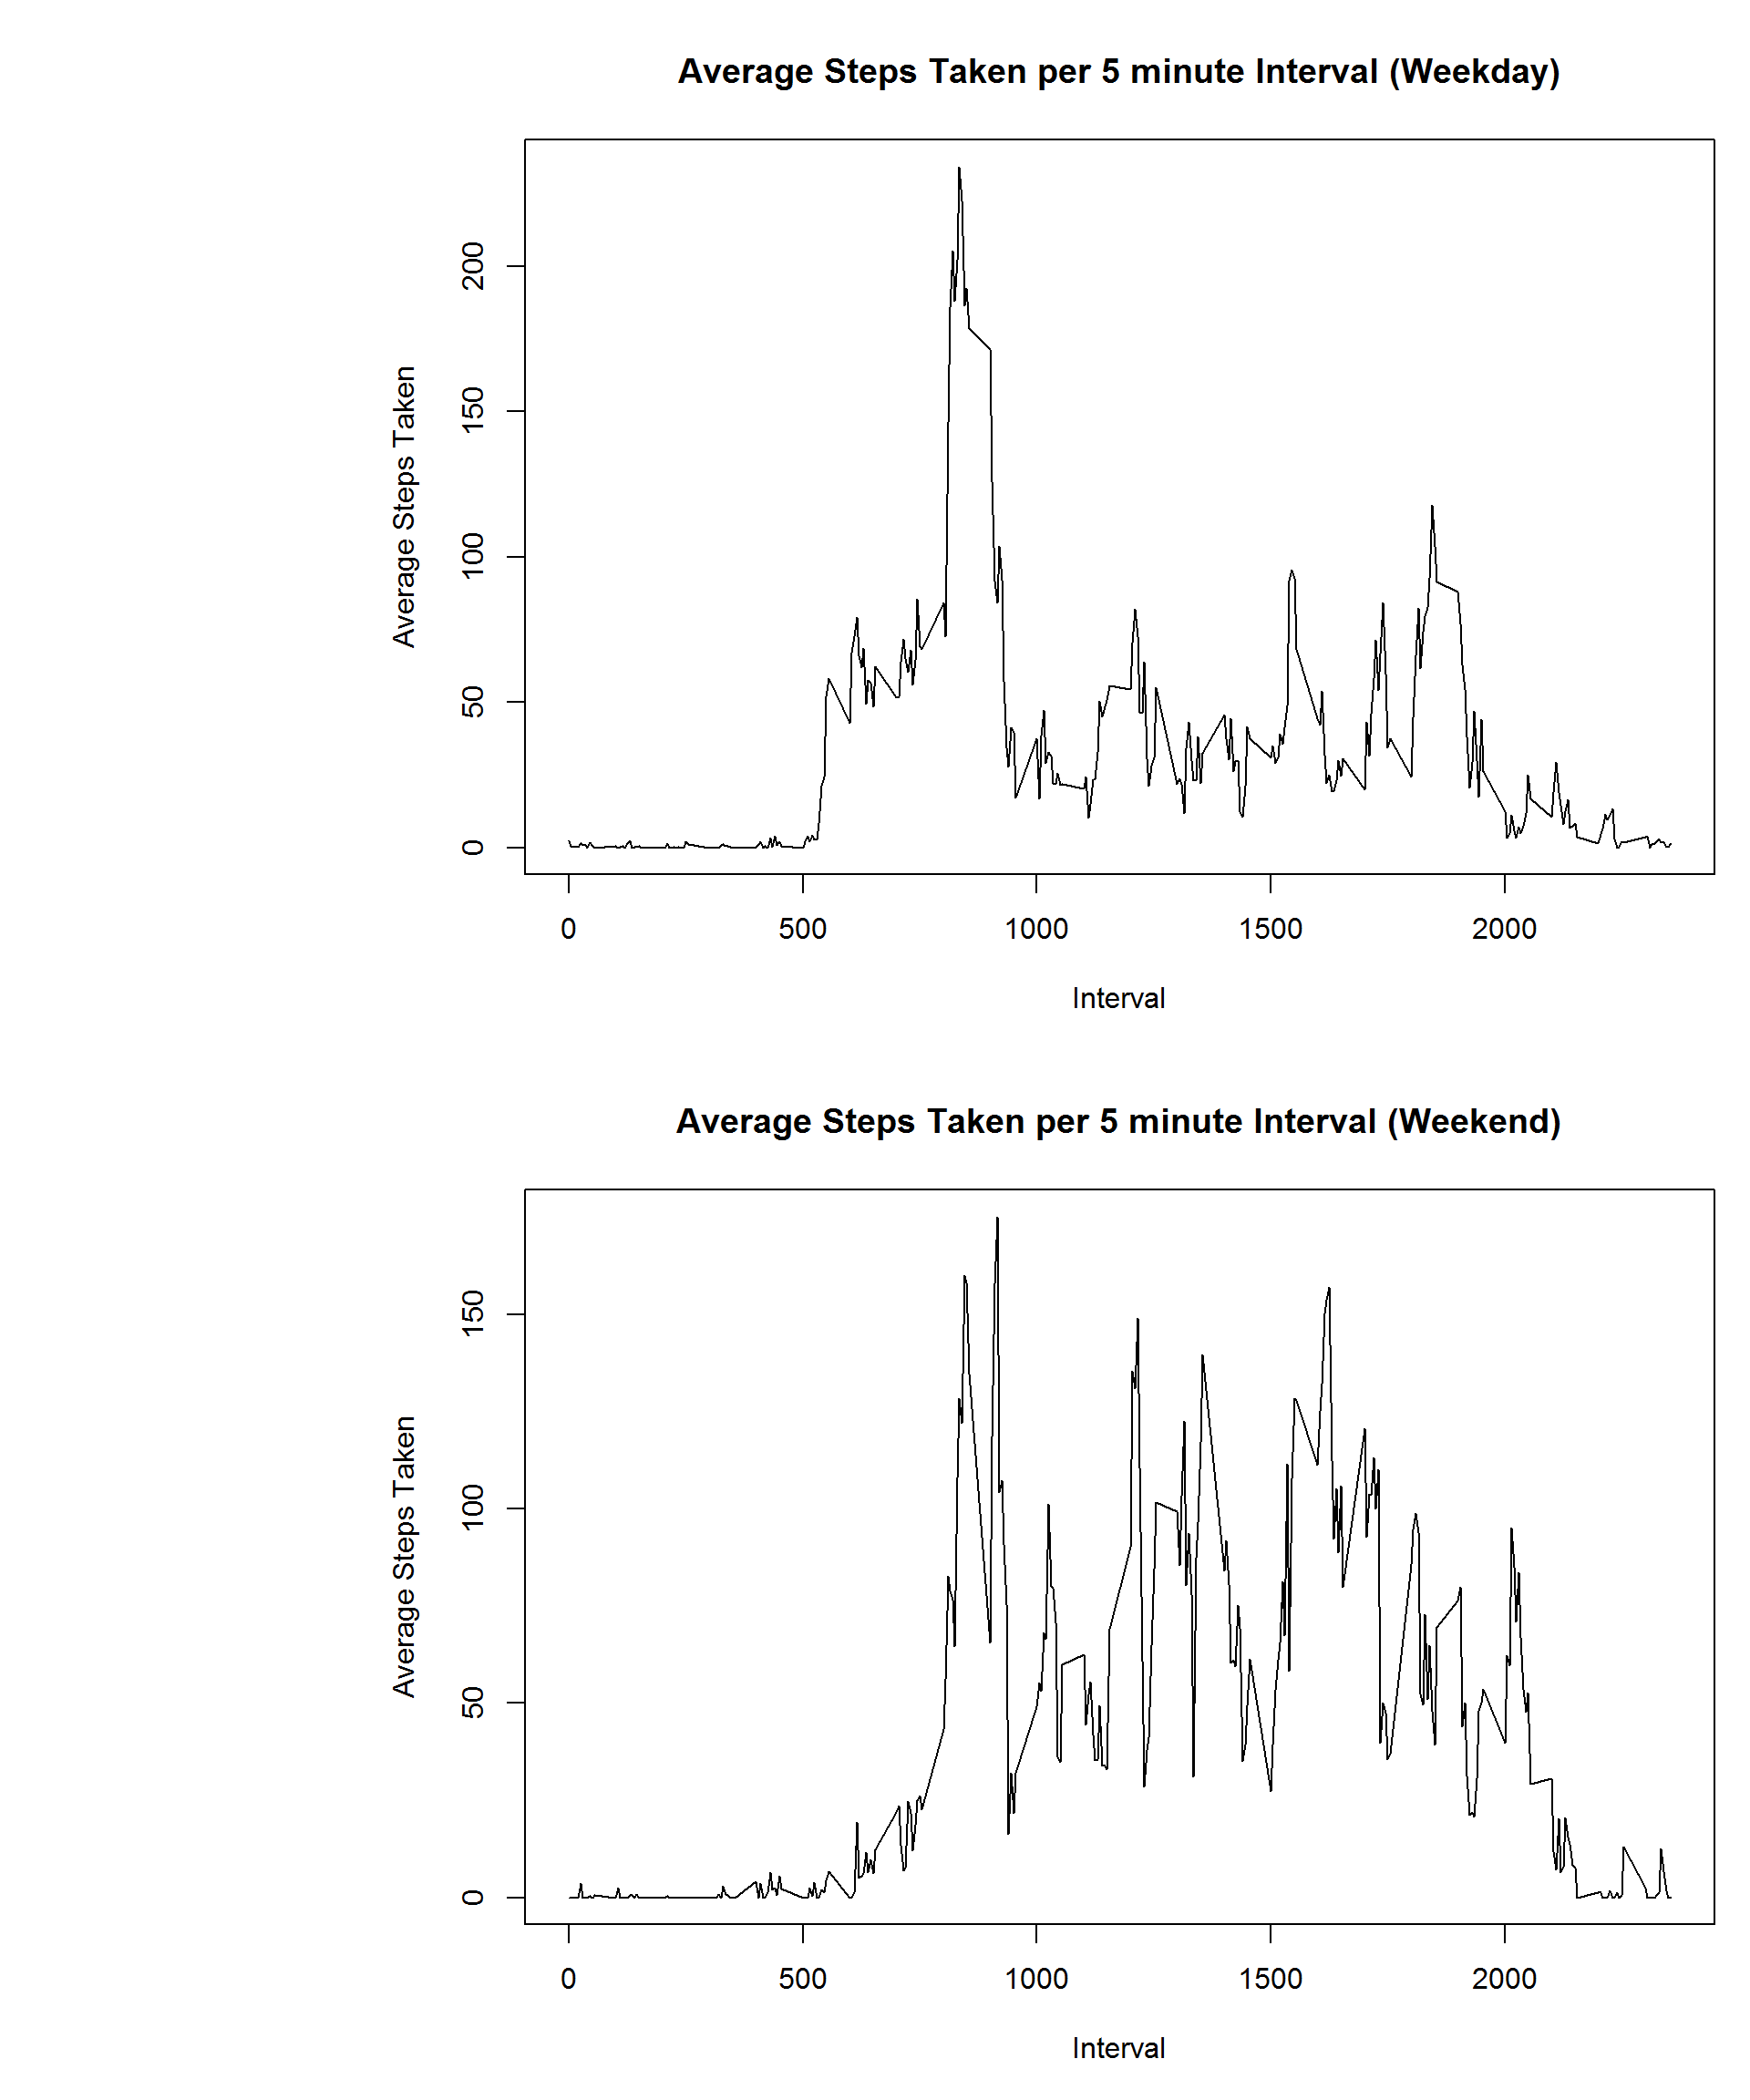 Average Steps Taken per 5 minute Interval (Weekday)
Average Steps Taken
200
150
100
50
0
0 500 1000 1500 2000
Interval
Average Steps Taken per 5 minute Interval (Weekend)
Average Steps Taken
150
100
50
0
0 500 1000 1500 2000
Interval